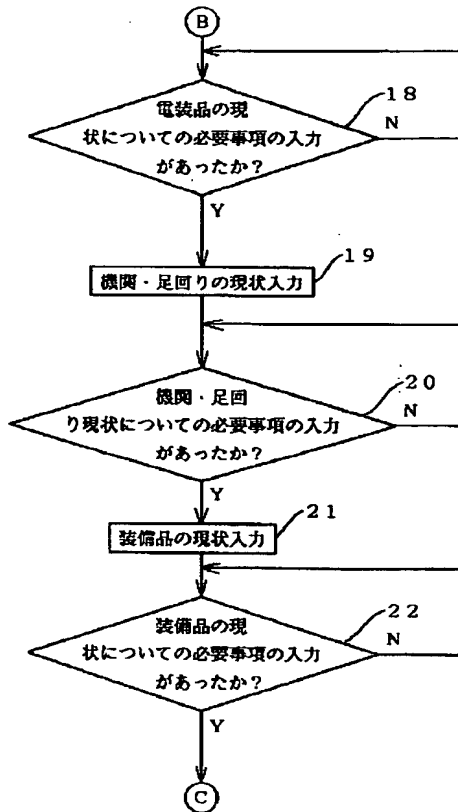 B
18
電装品の現
状についての必要事項の入力
があったか？
N
Y
19
機関・足回りの現状入力
20
機関・足回
り現状についての必要事項の入力
があったか？
N
Y
21
装備品の現状入力
22
装備品の現
状についての必要事項の入力
があったか？
N
Y
C